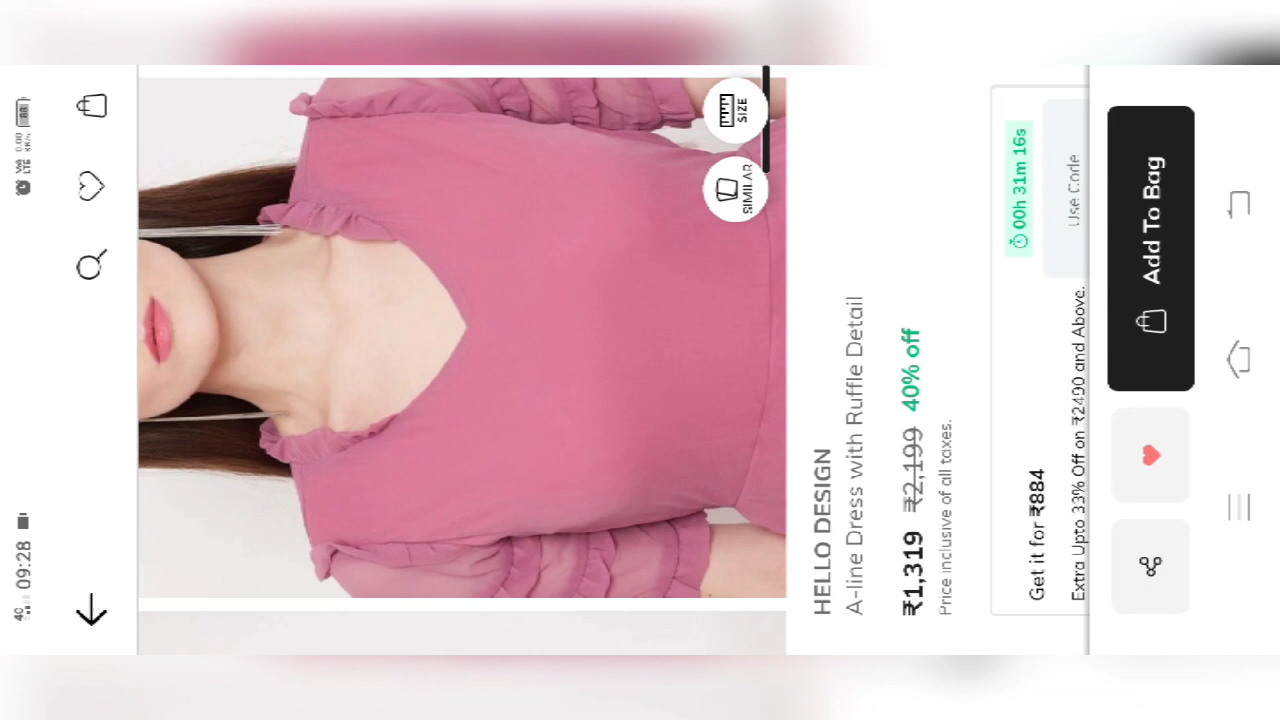 09:28
SIMILAR
SIZE
HELLO DESIGN
A-line Dress with Ruffle Detail
₹1,319 ₹2,199 40% off
Price inclusive of all taxes.
00h 31m 16s
Get it for ₹884
Use Code
Extra Upto 33% Off on ₹2490 and Above.
Add To Bag